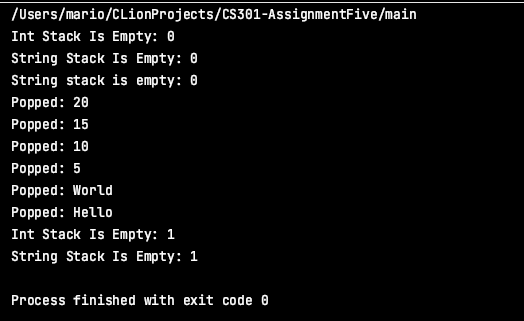 /Users/mario/CLionProjects/CS301-AssignmentFive/main
Int Stack Is Empty: 0
String Stack Is Empty: 0
String stack is empty: 0
Popped: 20
Popped: 15
Popped: 10
Popped: 5
Popped: World
Popped: Hello
Int Stack Is Empty: 1
String Stack Is Empty: 1
Process finished with exit code 0